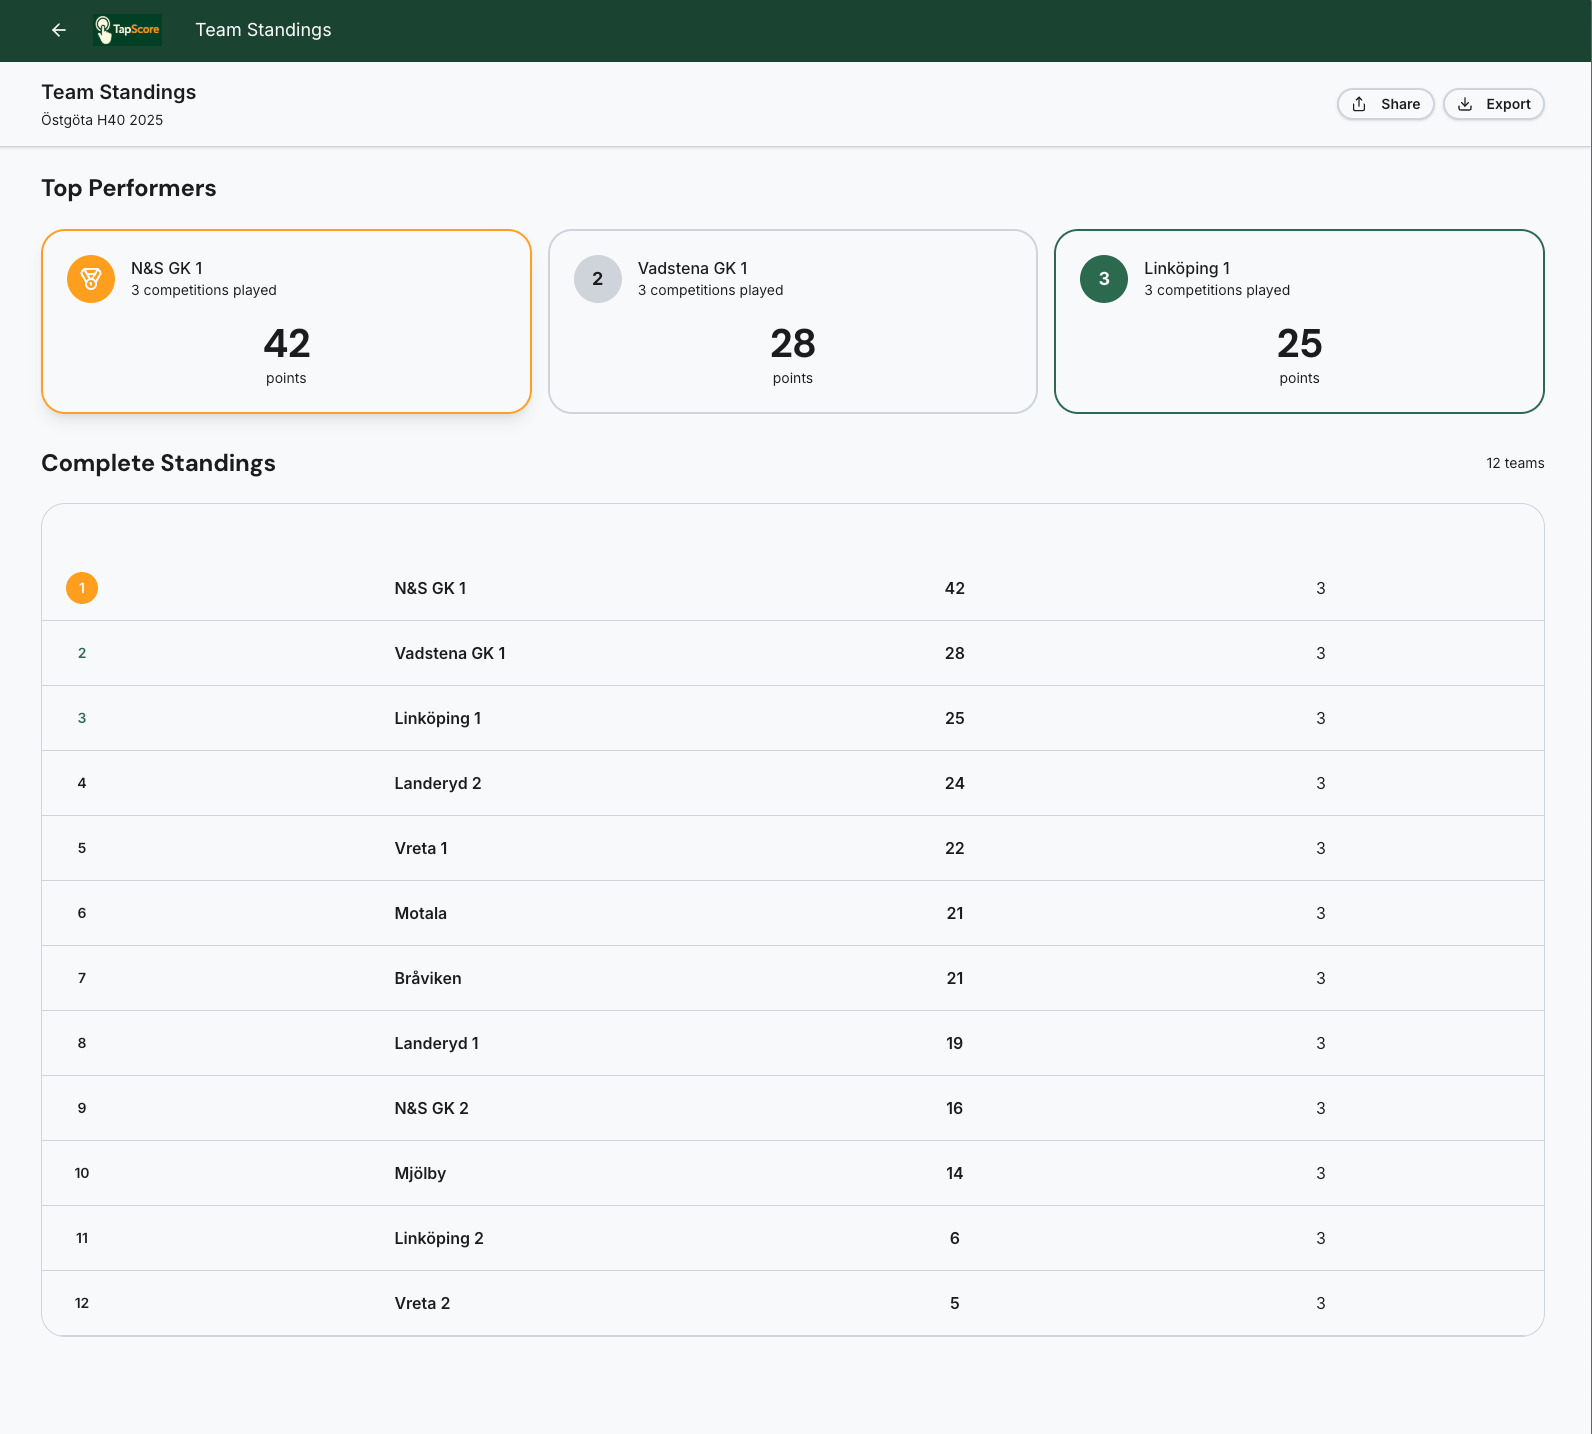 TapScore
Team Standings
Team Standings
Östgöta H40 2025
Share
Export
Top Performers
N&S GK 1
3 competitions played
42
points
2
Vadstena GK 1
3 competitions played
28
points
3
Linköping 1
3 competitions played
25
points
Complete Standings
12 teams
1 N&S GK 1 42 3
2 Vadstena GK 1 28 3
3 Linköping 1 25 3
4 Landeryd 2 24 3
5 Vreta 1 22 3
6 Motala 21 3
7 Bråviken 21 3
8 Landeryd 1 19 3
9 N&S GK 2 16 3
10 Mjölby 14 3
11 Linköping 2 6 3
12 Vreta 2 5 3